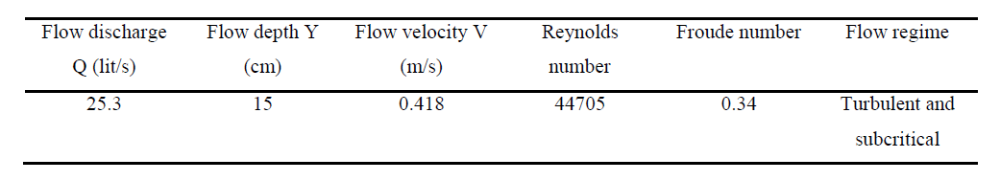 Flow discharge Flow depth Y Flow velocity V Reynolds Froude number Flow regime
Q (lit/s) (cm) (m/s) number
25.3 15 0.418 44705 0.34 Turbulent and
subcritical